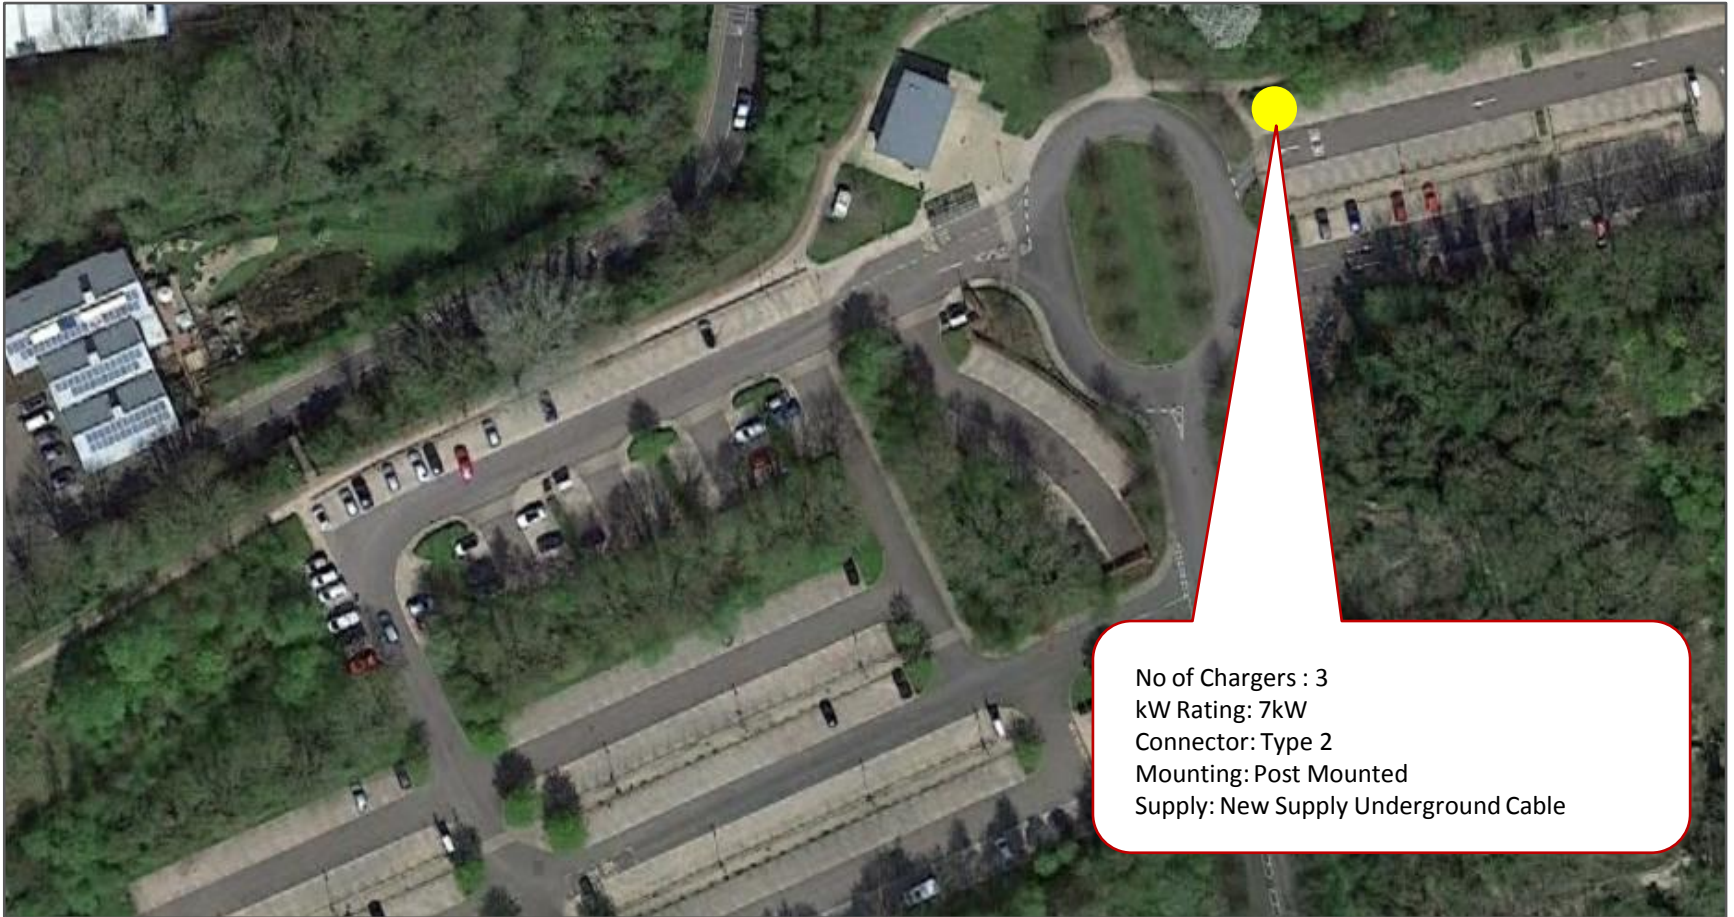 No of Chargers : 3
kW Rating: 7kW
Connector: Type 2
Mounting: Post Mounted
Supply: New Supply Underground Cable